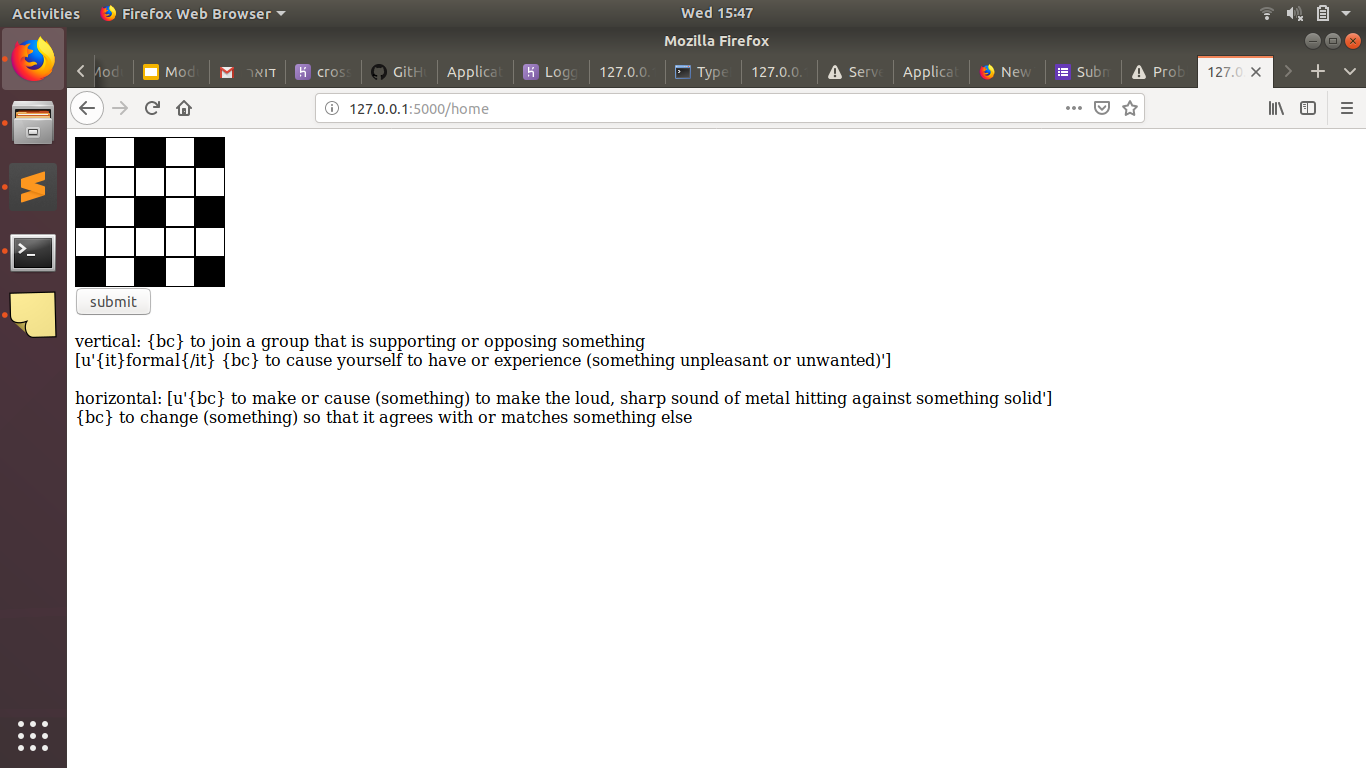 Activities Firefox Web Browser Wed 15:47
Mozilla Firefox
Mod דואר cross GitH Applicat Logg 127.0.0. Type 127.0.0. Serve Applicat New Subm Prob 127.0.
127.0.0.1:5000/home
submit
vertical: {bc} to join a group that is supporting or opposing something
[u'{it}formal{/it} {bc} to cause yourself to have or experience (something unpleasant or unwanted)']
horizontal: [u'{bc} to make or cause (something) to make the loud, sharp sound of metal hitting against something solid']
{bc} to change (something) so that it agrees with or matches something else